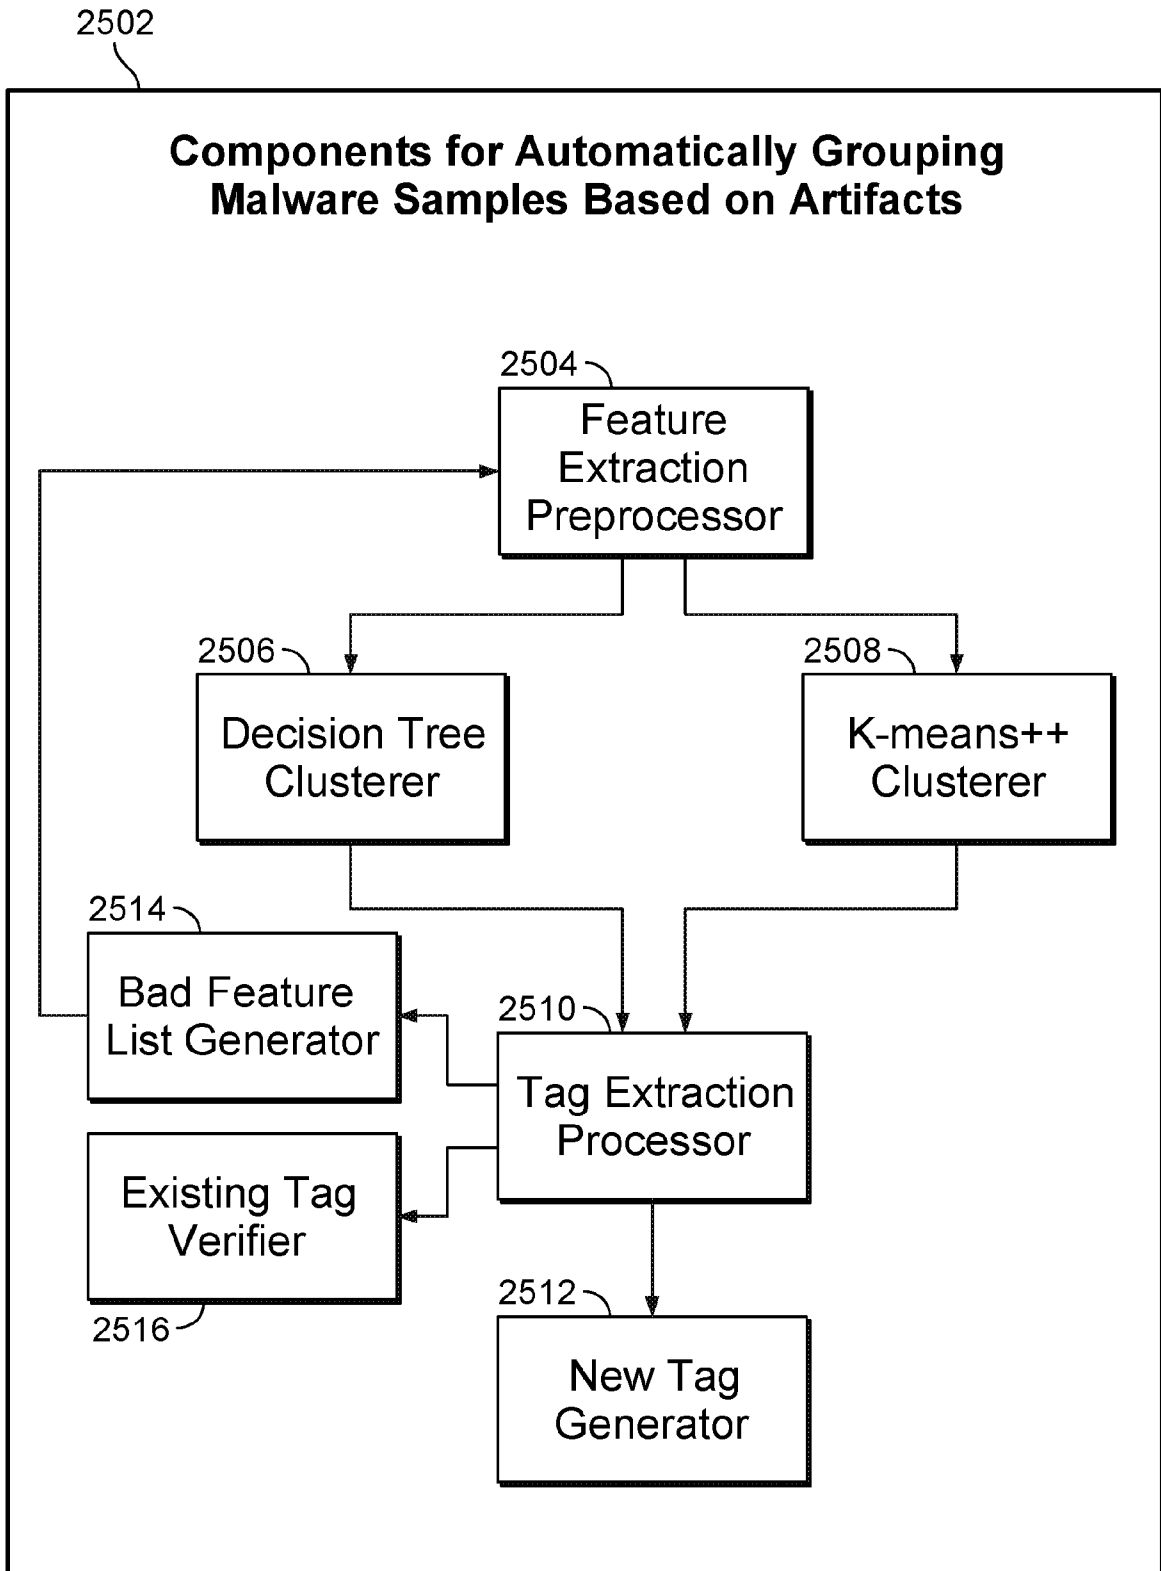 2502
Components for Automatically Grouping
Malware Samples Based on Artifacts
2504
Feature
Extraction
Preprocessor
2506
Decision Tree
Clusterer
2508
K-means++
Clusterer
2514
Bad Feature
List Generator
2510
Tag Extraction
Processor
Existing Tag
Verifier
2516
2512
New Tag
Generator